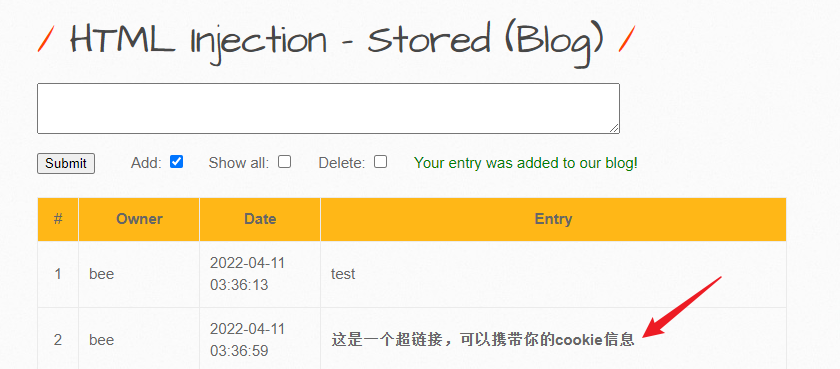 / HTML Injection - Stored (Blog) /
Submit Add: Show all: Delete: Your entry was added to our blog!
# Owner Date Entry
1 bee 2022-04-11 test
03:36:13
2 bee 2022-04-11 这是一个超链接，可以携带你的cookie信息
03:36:59